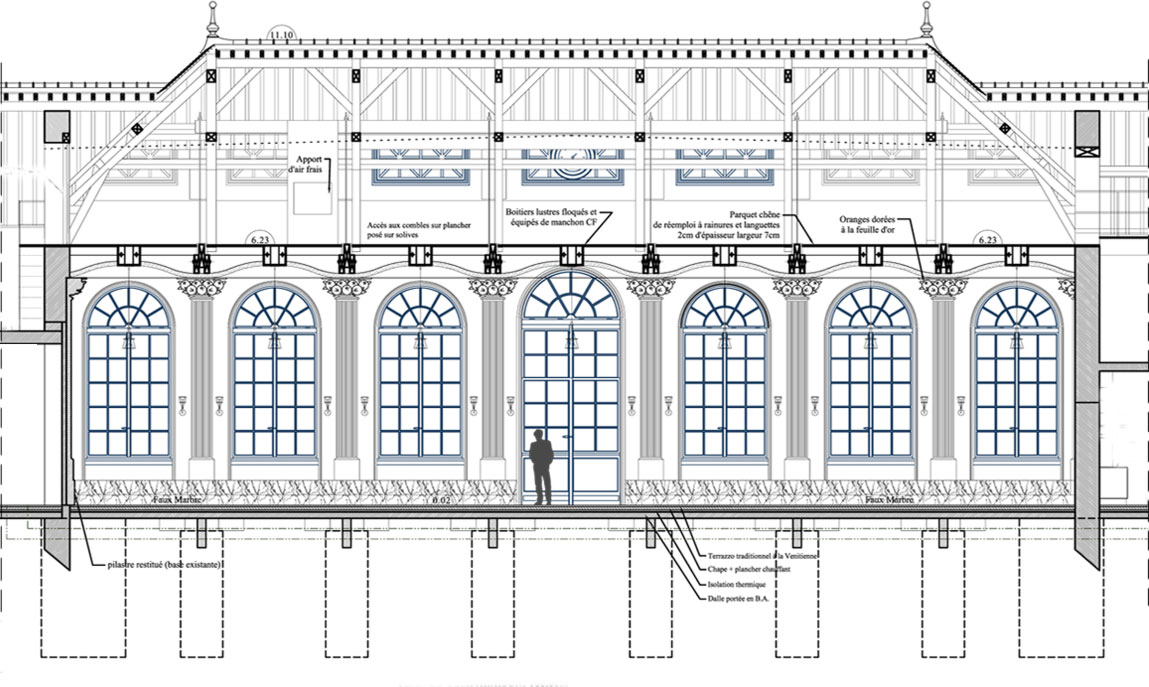 11.10
Apport
d'air frais
Accès aux combles sur plancher
posé sur solives
Boitiers lustres floqués et
équipés de manchon CF
Parquet chêne
de réemploi à rainures et languettes
2cm d'épaisseur largeur 7cm
Oranges dorées
à la feuille d'or
6.23
6.23
Faux Marbre
0.02
Faux Marbre
pilastre restitué (base existante)
Terrazzo traditionnel à la Venitienne
Chape + plancher chauffant
Isolation thermique
Dalle portée en B.A.